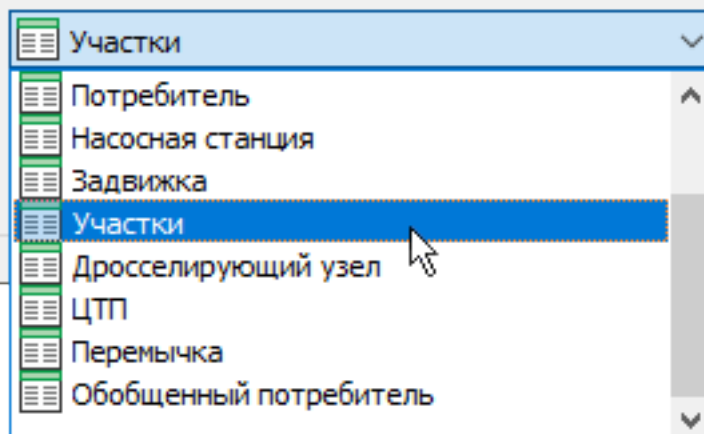 Участки
Потребитель
Насосная станция
Задвижка
Участки
Дросселирующий узел
ЦТП
Перемычка
Обобщенный потребитель